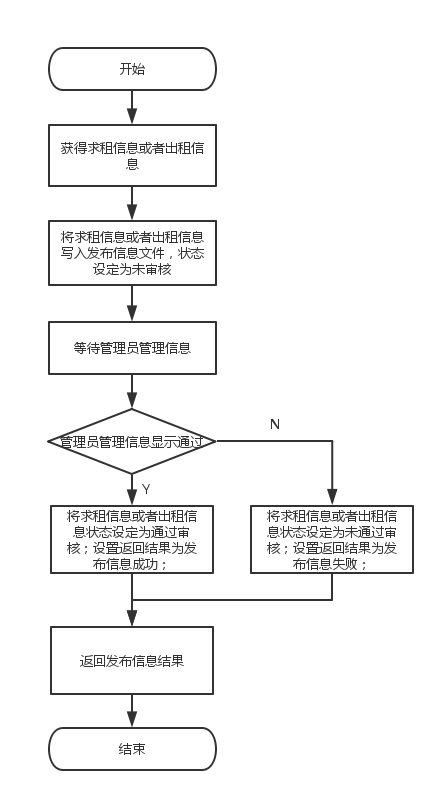 开始
获得求租信息或者出租信
息
将求租信息或者出租信息
写入发布信息文件，状态
设定为未审核
等待管理员管理信息
管理员管理信息显示通过
N
Y
将求租信息或者出租信
息状态设定为通过审
核；设置返回结果为发
布信息成功；
将求租信息或者出租信
息状态设定为未通过审
核；设置返回结果为发
布信息失败；
返回发布信息结果
结束